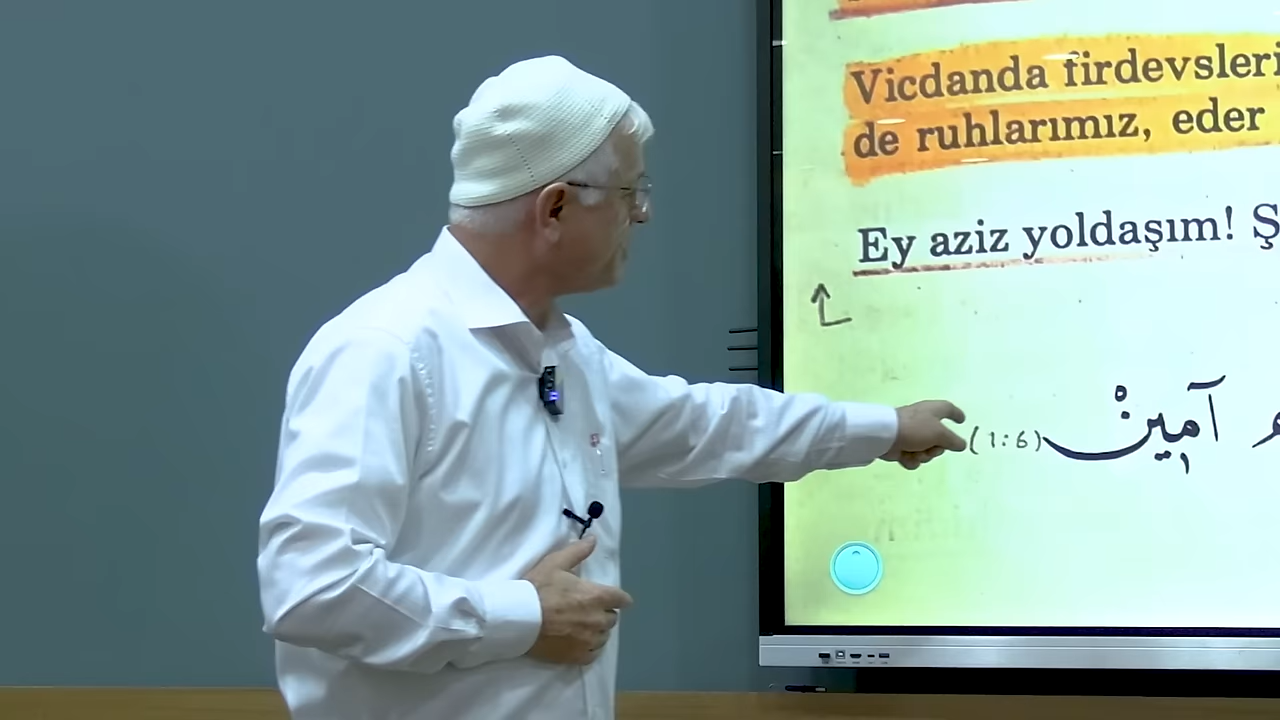 Vicdanda firdevsleri
de ruhlarımız, eder
Ey aziz yoldaşım! Ş
آمِينْ (1:6)